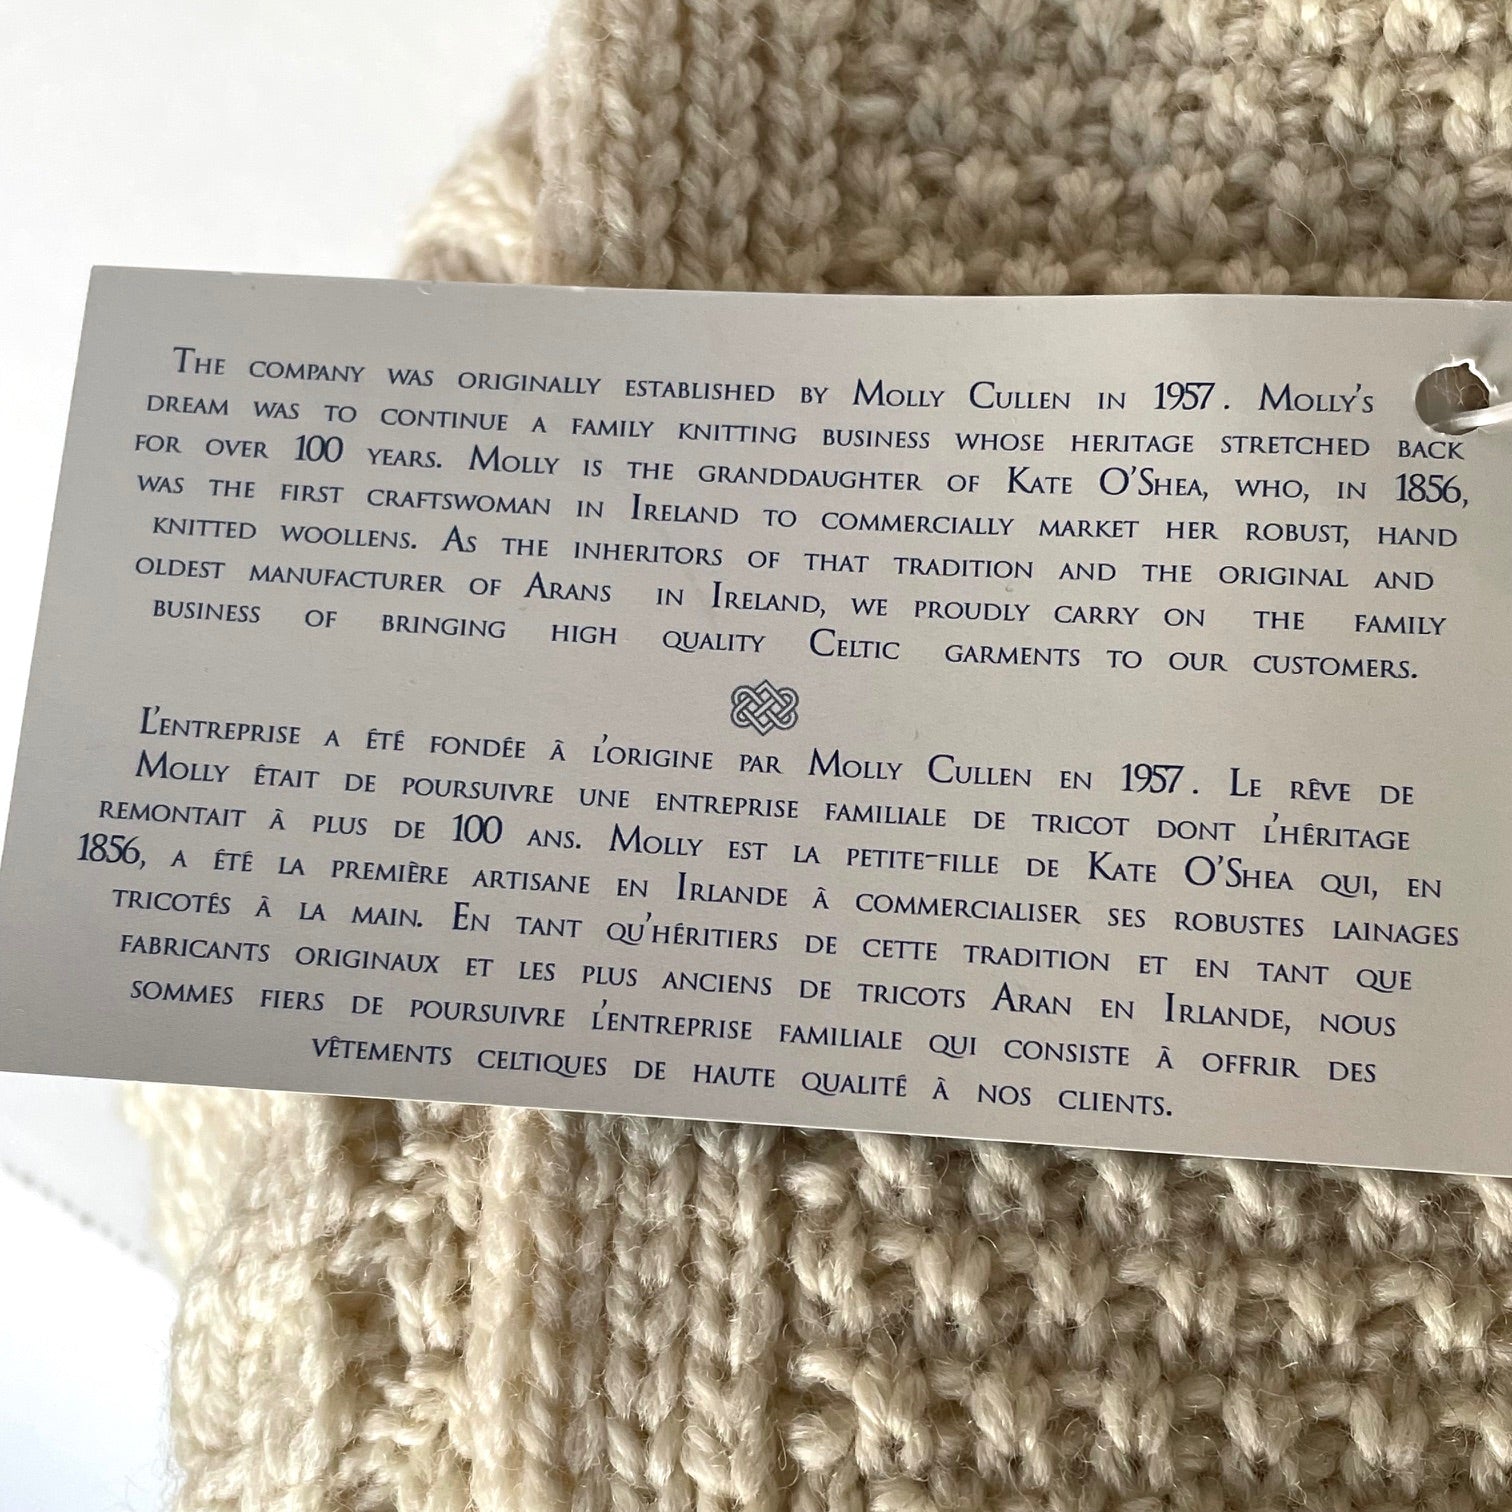 The company was originally established by Molly Cullen in 1957. Molly's
dream was to continue a family knitting business whose heritage stretched back
for over 100 years. Molly is the granddaughter of Kate O'Shea, who, in 1856,
was the first craftswoman in Ireland to commercially market her robust, hand
knitted woollens. As the inheritors of that tradition and the original and
oldest manufacturer of Arans in Ireland, we proudly carry on the family
business of bringing high quality Celtic garments to our customers.
L'entreprise a été fondée à l'origine par Molly Cullen en 1957. Le rêve de
Molly était de poursuivre une entreprise familiale de tricot dont l'héritage
remontait à plus de 100 ans. Molly est la petite-fille de Kate O'Shea qui, en
1856, a été la première artisane en Irlande à commercialiser ses robustes lainages
tricotés à la main. En tant qu'héritiers de cette tradition et en tant que
fabricants originaux et les plus anciens de tricots Aran en Irlande, nous
sommes fiers de poursuivre l'entreprise familiale qui consiste à offrir des
vêtements celtiques de haute qualité à nos clients.